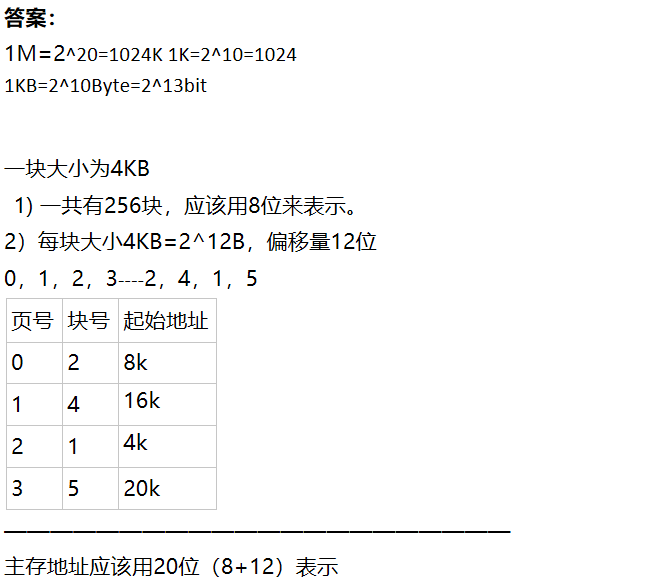 答案：
1M=2^20=1024K 1K=2^10=1024
1KB=2^10Byte=2^13bit
一块大小为4KB
1) 一共有256块，应该用8位来表示。
2）每块大小4KB=2^12B，偏移量12位
0，1，2，3----2，4，1，5
页号 块号 起始地址
0 2 8k
1 4 16k
2 1 4k
3 5 20k
主存地址应该用20位（8+12）表示